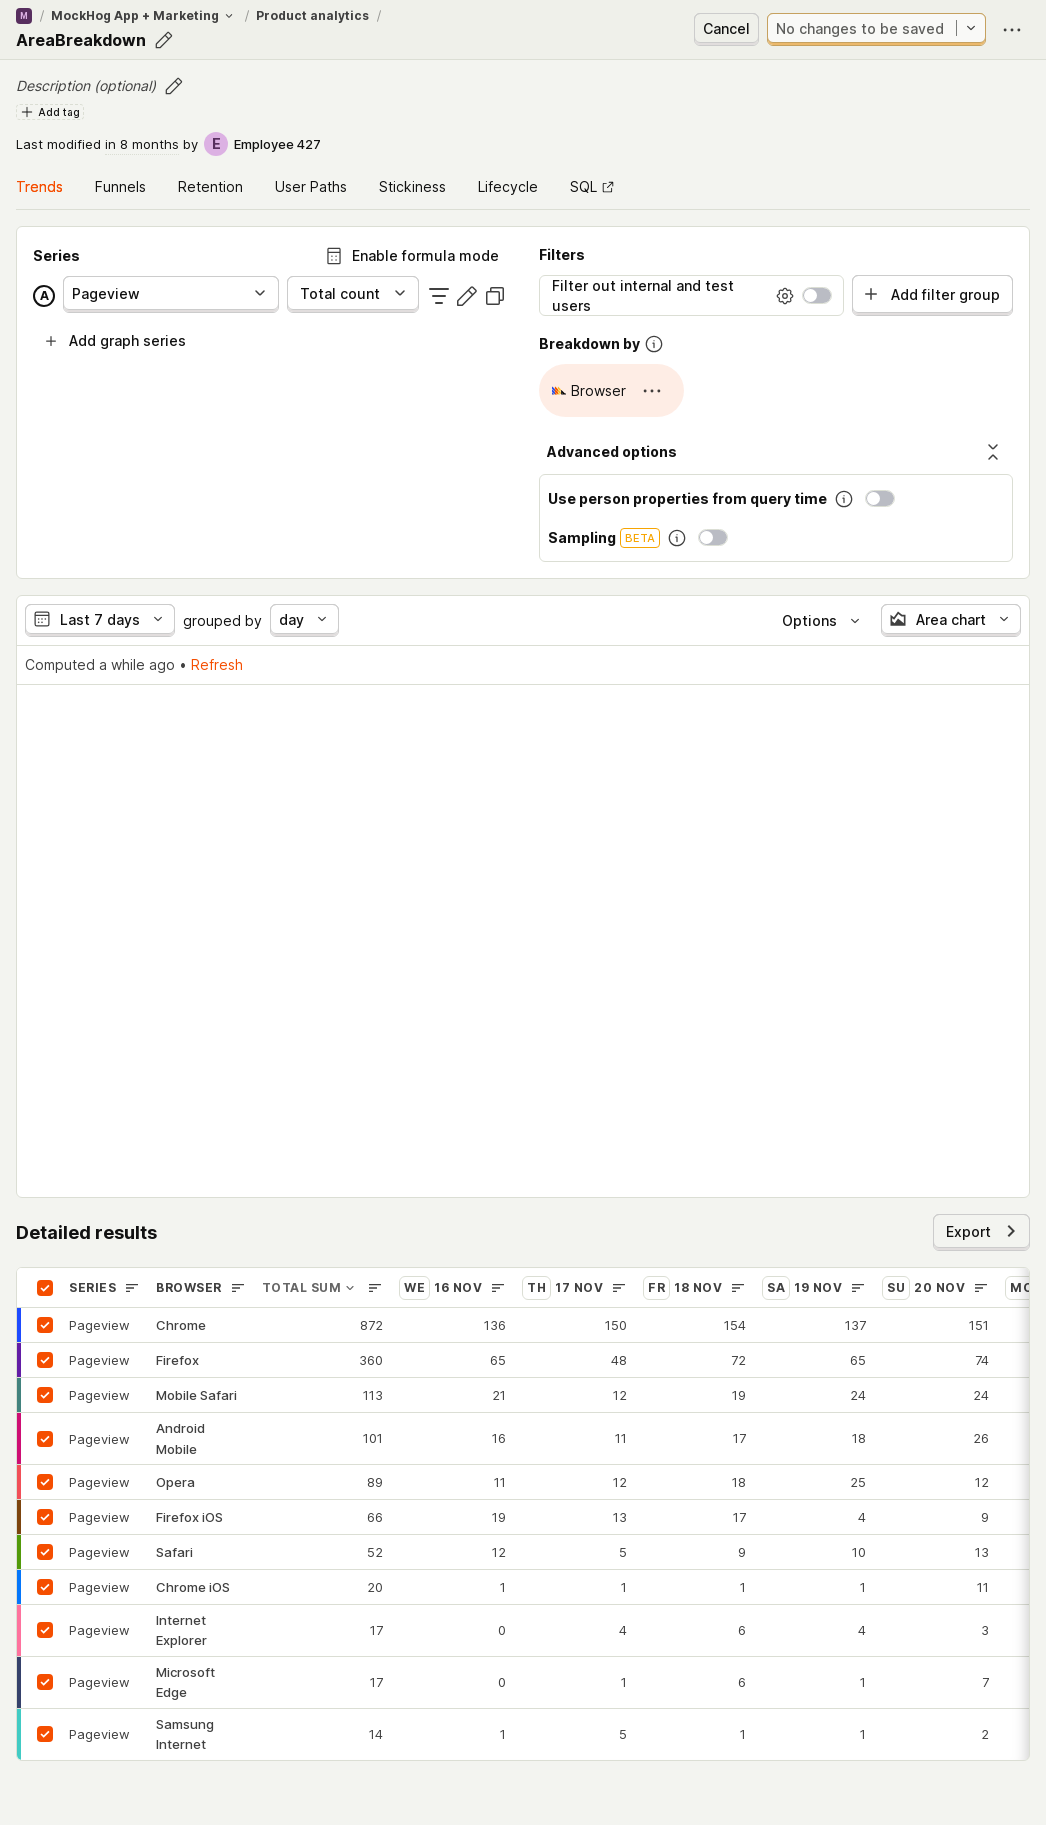 M / MockHog App + Marketing / Product analytics /
AreaBreakdown
Cancel
No changes to be saved
Description (optional)
Add tag
Last modified in 8 months by E Employee 427
Trends Funnels Retention User Paths Stickiness Lifecycle SQL
Series
Enable formula mode
A Pageview Total count
Add graph series
Filters
Filter out internal and test
users
Add filter group
Breakdown by
Browser
Advanced options
Use person properties from query time
Sampling BETA
Last 7 days grouped by day Options Area chart
Computed a while ago • Refresh
Detailed results
Export
SERIES BROWSER TOTAL SUM WE 16 NOV TH 17 NOV FR 18 NOV SA 19 NOV SU 20 NOV MO
Pageview Chrome 872 136 150 154 137 151
Pageview Firefox 360 65 48 72 65 74
Pageview Mobile Safari 113 21 12 19 24 24
Pageview Android
Mobile 101 16 11 17 18 26
Pageview Opera 89 11 12 18 25 12
Pageview Firefox iOS 66 19 13 17 4 9
Pageview Safari 52 12 5 9 10 13
Pageview Chrome iOS 20 1 1 1 1 11
Pageview Internet
Explorer 17 0 4 6 4 3
Pageview Microsoft
Edge 17 0 1 6 1 7
Pageview Samsung
Internet 14 1 5 1 1 2